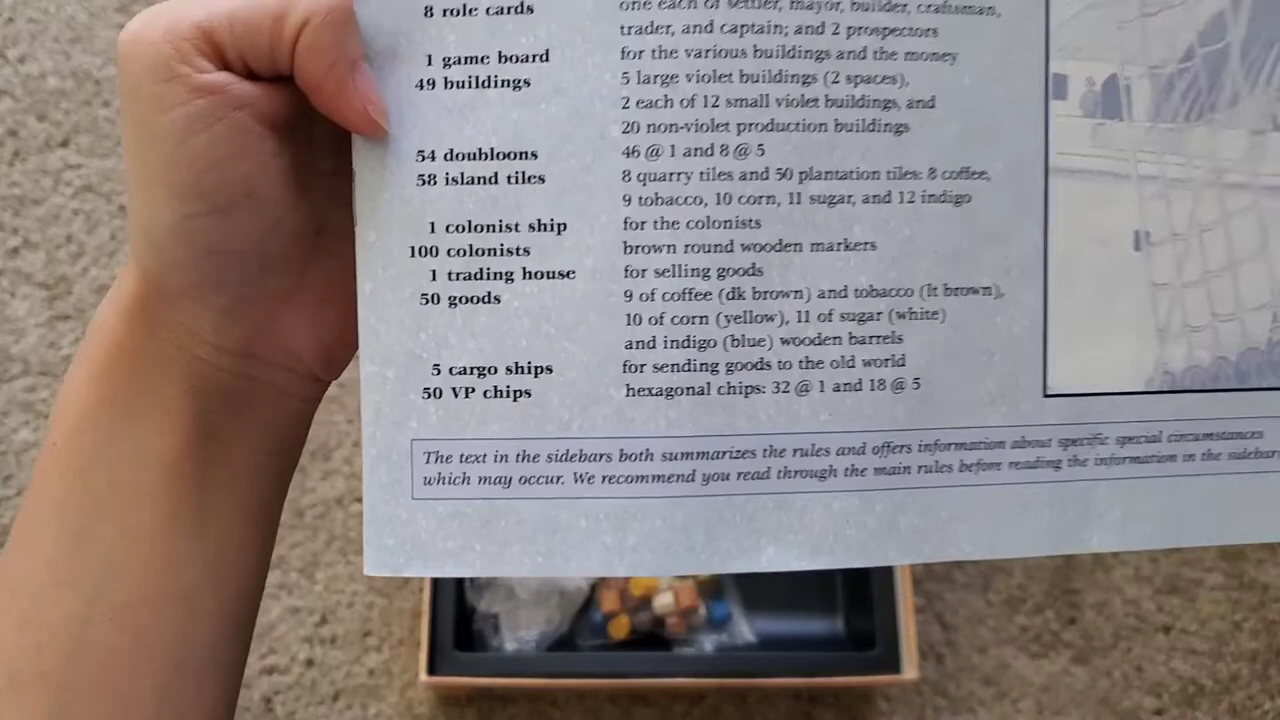 8 role cards one each of settler, mayor, builder, craftsman,
trader, and captain; and 2 prospectors
1 game board for the various buildings and the money
49 buildings 5 large violet buildings (2 spaces),
2 each of 12 small violet buildings, and
20 non-violet production buildings
54 doubloons 46 @ 1 and 8 @ 5
58 island tiles 8 quarry tiles and 50 plantation tiles: 8 coffee,
9 tobacco, 10 corn, 11 sugar, and 12 indigo
1 colonist ship for the colonists
100 colonists brown round wooden markers
1 trading house for selling goods
50 goods 9 of coffee (dk brown) and tobacco (lt brown),
10 of corn (yellow), 11 of sugar (white)
and indigo (blue) wooden barrels
5 cargo ships for sending goods to the old world
50 VP chips hexagonal chips: 32 @ 1 and 18 @ 5
The text in the sidebars both summarizes the rules and offers information about specific special circumstances
which may occur. We recommend you read through the main rules before reading the information in the sidebars